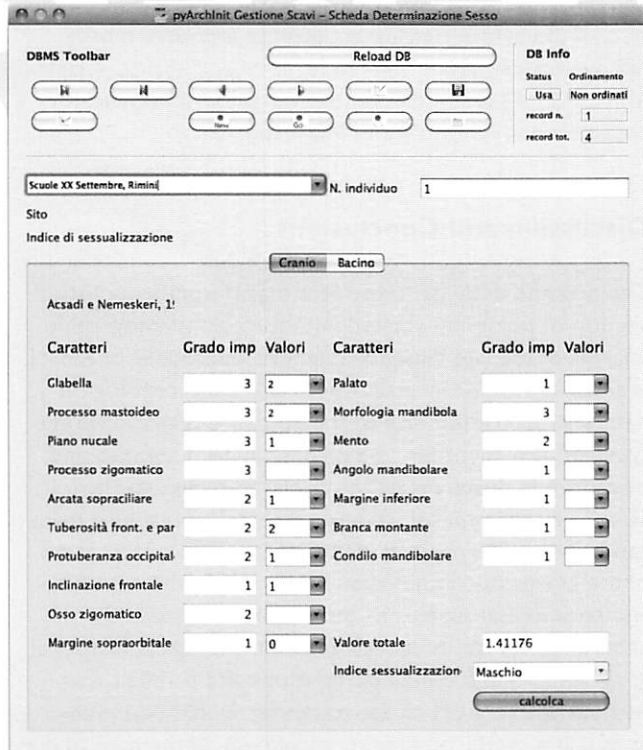 pyArchInit Gestione Scavi – Scheda Determinazione Sesso
DBMS Toolbar
Reload DB
DB Info
Status Ordinamento
Usa Non ordinati
record n. 1
record tot. 4
New
Go
Scuole XX Settembre, Rimini
N. individuo 1
Sito
Indice di sessualizzazione
Cranio Bacino
Acsadi e Nemeskeri, 1
Caratteri Grado imp Valori Caratteri Grado imp Valori
Glabella 3 2 Palato 1
Processo mastoideo 3 2 Morfologia mandibola 3
Piano nucale 3 1 Mento 2
Processo zigomatico 3 Angolo mandibolare 1
Arcata sopraciliare 2 1 Margine inferiore 1
Tuberosità front. e par 2 2 Branca montante 1
Protuberanza occipital 2 1 Condilo mandibolare 1
Inclinazione frontale 1 1
Osso zigomatico 2
Margine sopraorbitale 1 0 Valore totale 1.41176
Indice sessualizzazion Maschio
calcolca